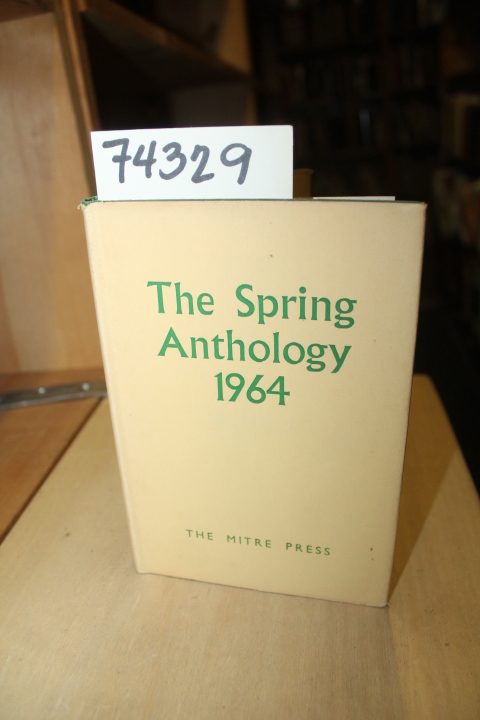 74329
The Spring
Anthology
1964
THE MITRE PRESS